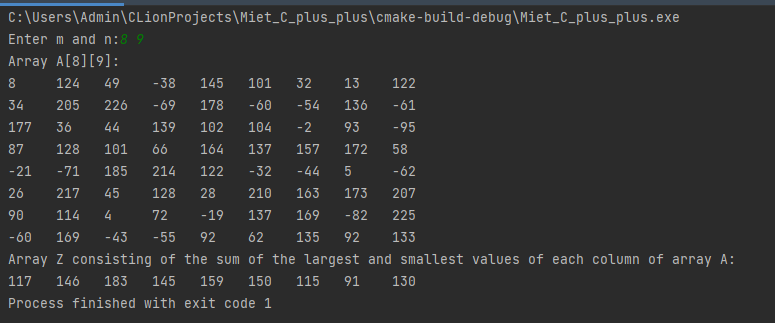 C:\Users\Admin\CLionProjects\Miet_C_plus_plus\cmake-build-debug\Miet_C_plus_plus.exe
Enter m and n:8 9
Array A[8][9]:
8 124 49 -38 145 101 32 13 122
34 205 226 -69 178 -60 -54 136 -61
177 36 44 139 102 104 -2 93 -95
87 128 101 66 164 137 157 172 58
-21 -71 185 214 122 -32 -44 5 -62
26 217 45 128 28 210 163 173 207
90 114 4 72 -19 137 169 -82 225
-60 169 -43 -55 92 62 135 92 133
Array Z consisting of the sum of the largest and smallest values of each column of array A:
117 146 183 145 159 150 115 91 130
Process finished with exit code 1